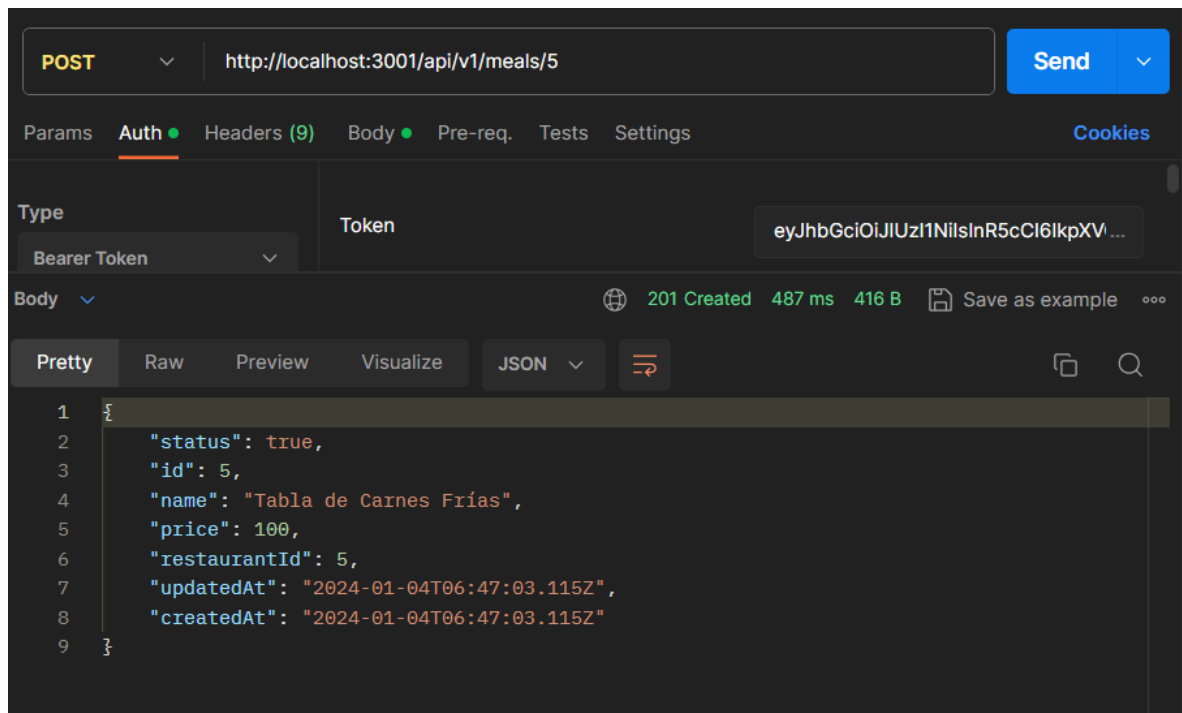 POST http://localhost:3001/api/v1/meals/5 Send
Params Auth Headers (9) Body Pre-req. Tests Settings Cookies
Type
Token eyJhbGciOiJIUzI1NiIsInR5cCI6IkpXV...
Bearer Token
Body 201 Created 487 ms 416 B Save as example
Pretty Raw Preview Visualize JSON
1 {
2 "status": true,
3 "id": 5,
4 "name": "Tabla de Carnes Frías",
5 "price": 100,
6 "restaurantId": 5,
7 "updatedAt": "2024-01-04T06:47:03.115Z",
8 "createdAt": "2024-01-04T06:47:03.115Z"
9 }